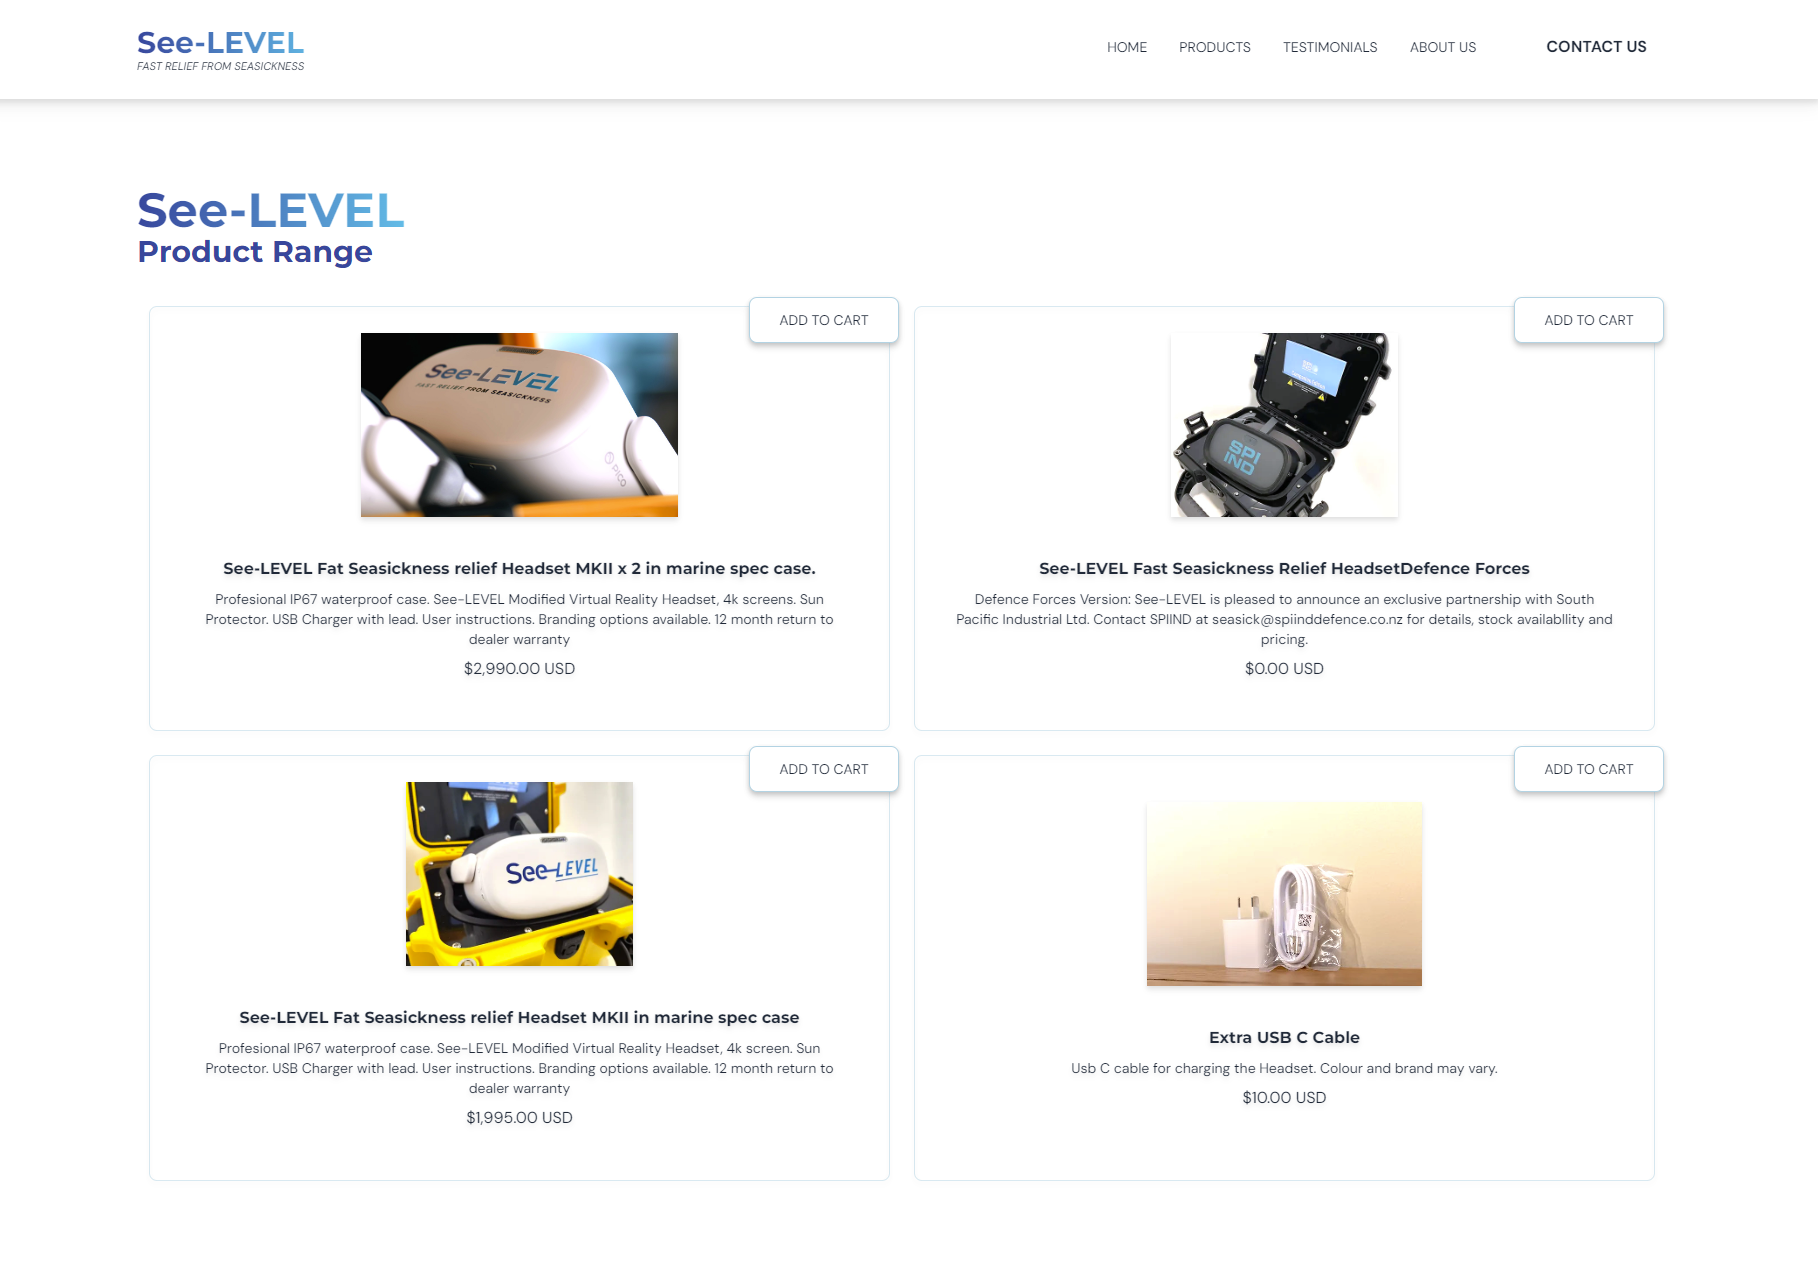 See-LEVEL
FAST RELIEF FROM SEASICKNESS
HOME PRODUCTS TESTIMONIALS ABOUT US CONTACT US
See-LEVEL
Product Range
ADD TO CART
See-LEVEL
FAST RELIEF FROM SEASICKNESS
PICO
See-LEVEL Fat Seasickness relief Headset MKII x 2 in marine spec case.
Profesional IP67 waterproof case. See-LEVEL Modified Virtual Reality Headset, 4k screens. Sun
Protector. USB Charger with lead. User instructions. Branding options available. 12 month return to
dealer warranty
$2,990.00 USD
ADD TO CART
SPI
IND
See-LEVEL Fast Seasickness Relief HeadsetDefence Forces
Defence Forces Version: See-LEVEL is pleased to announce an exclusive partnership with South
Pacific Industrial Ltd. Contact SPIIND at seasick@spiinddefence.co.nz for details, stock availabllity and
pricing.
$0.00 USD
ADD TO CART
See-LEVEL
See-LEVEL Fat Seasickness relief Headset MKII in marine spec case
Profesional IP67 waterproof case. See-LEVEL Modified Virtual Reality Headset, 4k screen. Sun
Protector. USB Charger with lead. User instructions. Branding options available. 12 month return to
dealer warranty
$1,995.00 USD
ADD TO CART
Extra USB C Cable
Usb C cable for charging the Headset. Colour and brand may vary.
$10.00 USD